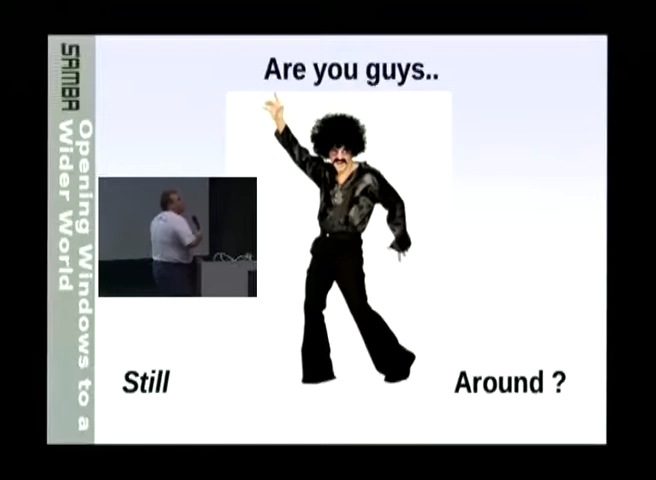 SAMBA
Opening Windows to a
Wider World
Are you guys..
Still
Around ?